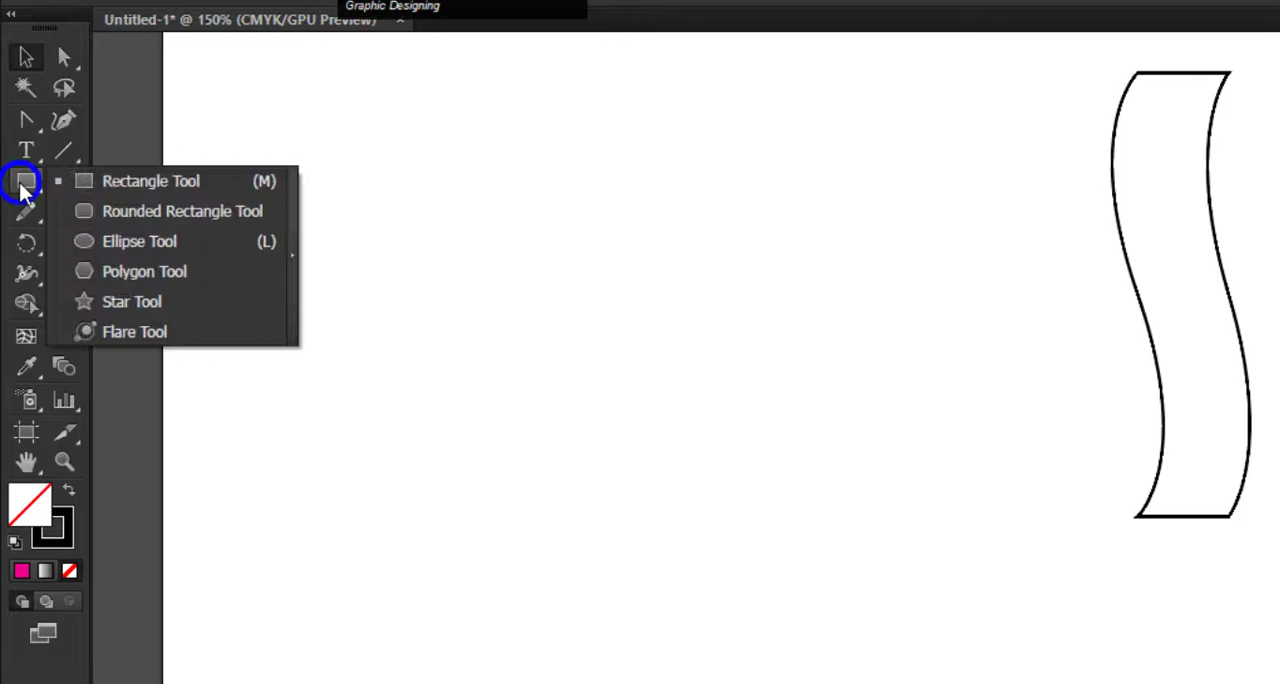 Graphic Designing
Untitled-1* @ 150% (CMYK/GPU Preview) ×
Rectangle Tool (M)
Rounded Rectangle Tool
Ellipse Tool (L)
Polygon Tool
Star Tool
Flare Tool